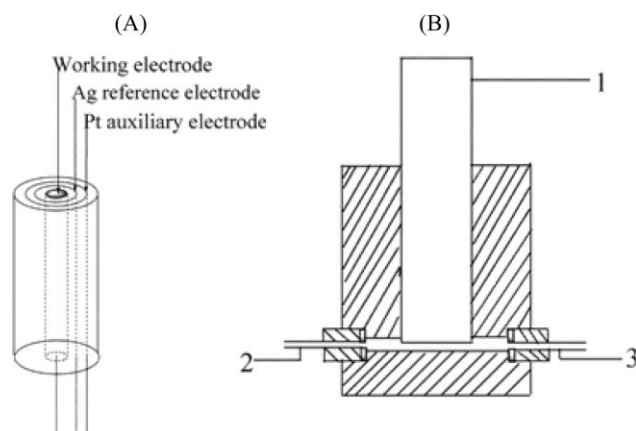 (A)
(B)
Working electrode
Ag reference electrode
Pt auxiliary electrode
1
2
3